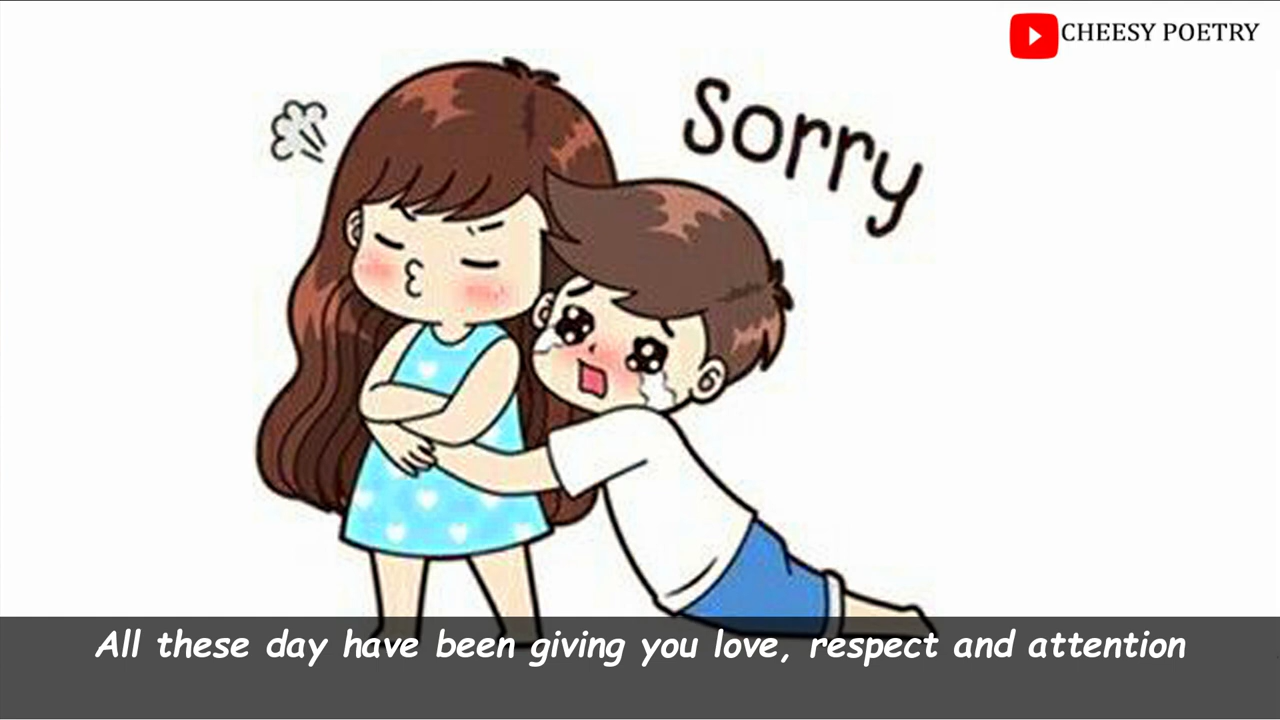 CHEESY POETRY
Sorry
All these day have been giving you love, respect and attention